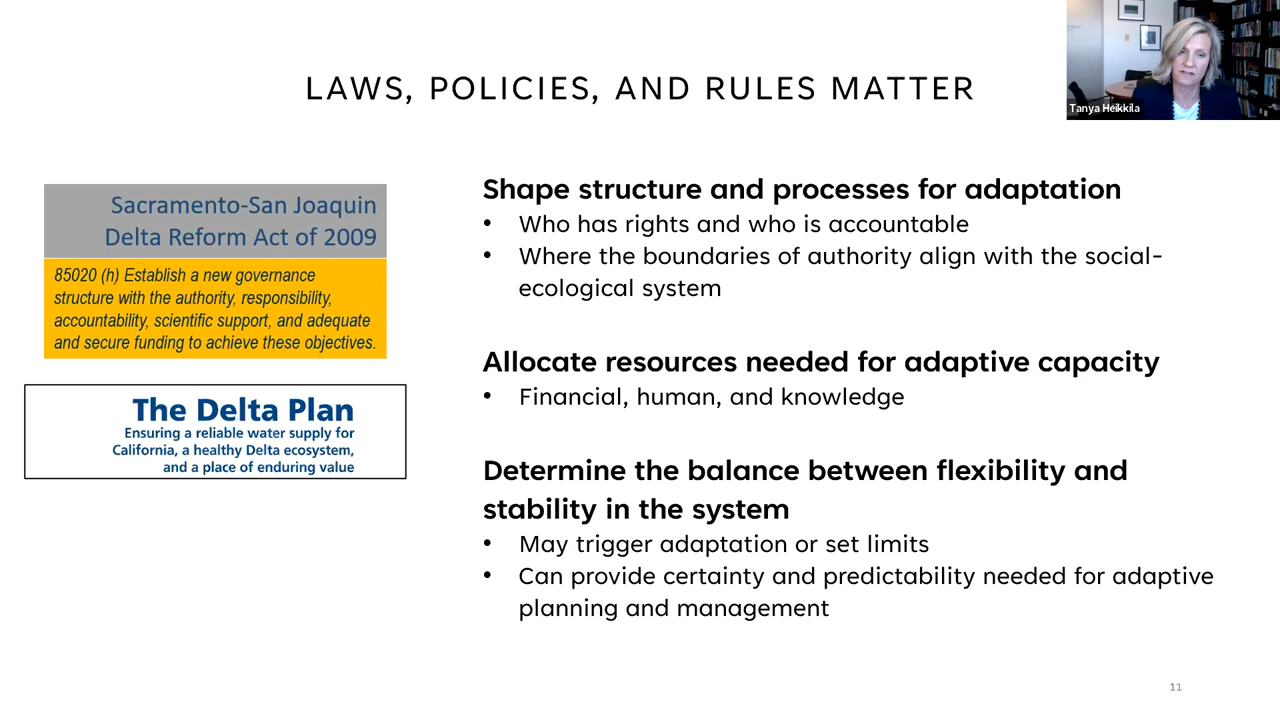 LAWS, POLICIES, AND RULES MATTER
Tanya Heikkila
Sacramento-San Joaquin
Delta Reform Act of 2009
85020 (h) Establish a new governance
structure with the authority, responsibility,
accountability, scientific support, and adequate
and secure funding to achieve these objectives.
The Delta Plan
Ensuring a reliable water supply for
California, a healthy Delta ecosystem,
and a place of enduring value
Shape structure and processes for adaptation
• Who has rights and who is accountable
• Where the boundaries of authority align with the social-
ecological system
Allocate resources needed for adaptive capacity
• Financial, human, and knowledge
Determine the balance between flexibility and
stability in the system
• May trigger adaptation or set limits
• Can provide certainty and predictability needed for adaptive
planning and management
11